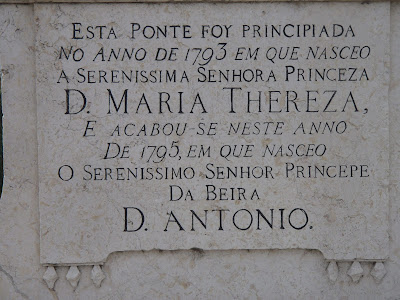 ESTA PONTE FOY PRINCIPIADA
NO ANNO DE 1793 EM QUE NASCEO
A SERENISSIMA SENHORA PRINCEZA
D. MARIA THEREZA,
E ACABOU-SE NESTE ANNO
DE 1795, EM QUE NASCEO
O SERENISSIMO SENHOR PRINCEPE
DA BEIRA
D. ANTONIO.